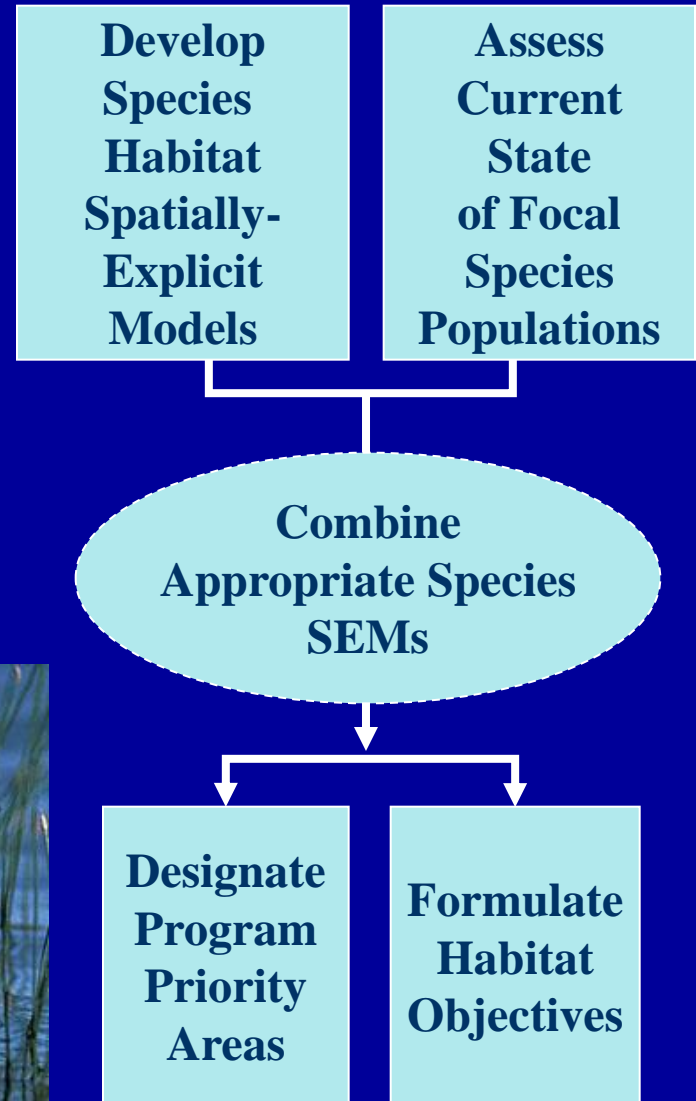 Develop
Species
Habitat
Spatially-
Explicit
Models
Assess
Current
State
of Focal
Species
Populations
Combine
Appropriate Species
SEMs
Designate
Program
Priority
Areas
Formulate
Habitat
Objectives